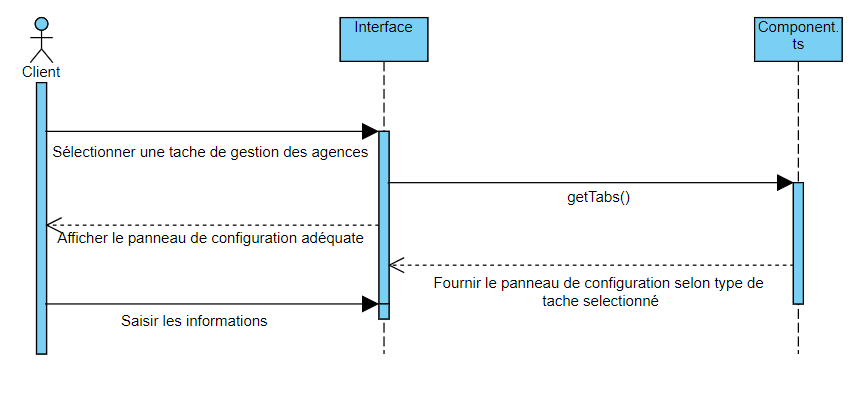 Interface
Component.
ts
Client
Sélectionner une tache de gestion des agences
getTabs()
Afficher le panneau de configuration adéquate
Fournir le panneau de configuration selon type de
tache selectionné
Saisir les informations